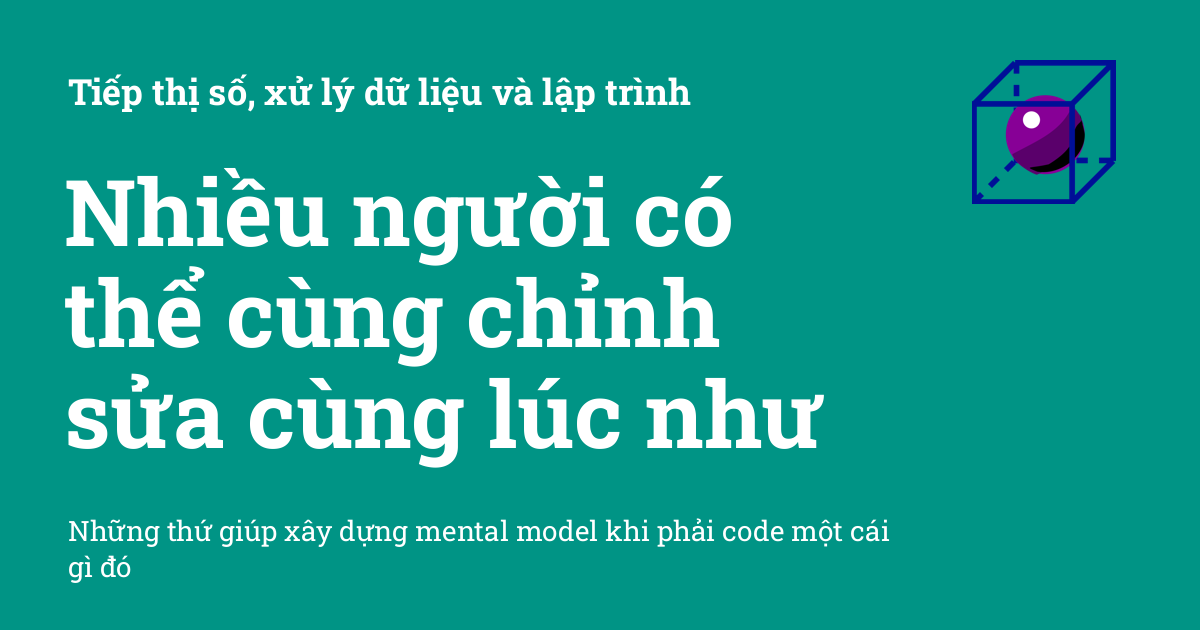 Tiếp thị số, xử lý dữ liệu và lập trình
Nhiều người có
thể cùng chỉnh
sửa cùng lúc như
Những thứ giúp xây dựng mental model khi phải code một cái
gì đó